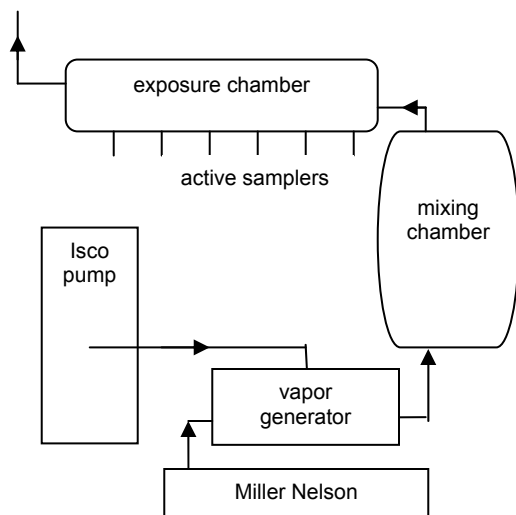 exposure chamber
active samplers
mixing
chamber
Isco
pump
vapor
generator
Miller Nelson